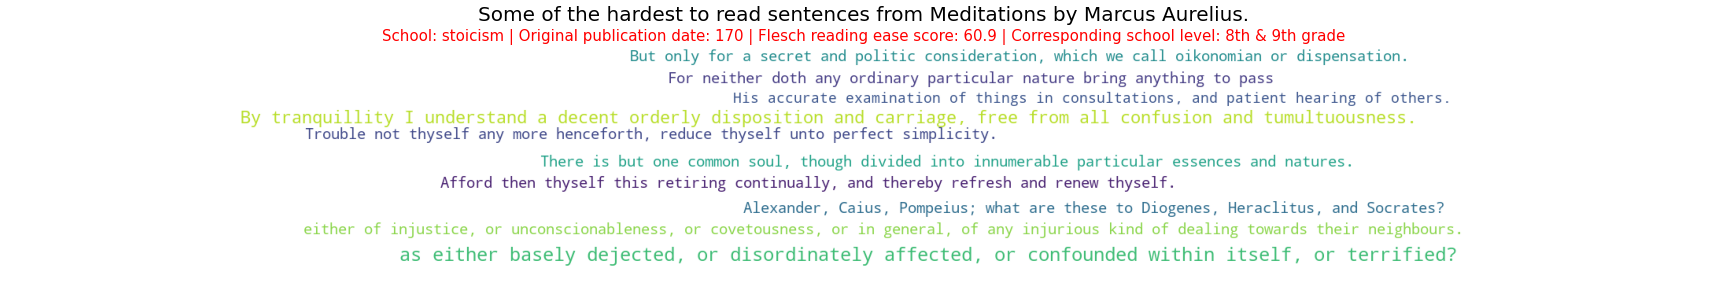 Some of the hardest to read sentences from Meditations by Marcus Aurelius.
School: stoicism | Original publication date: 170 | Flesch reading ease score: 60.9 | Corresponding school level: 8th & 9th grade
But only for a secret and politic consideration, which we call oikonomian or dispensation.
For neither doth any ordinary particular nature bring anything to pass
His accurate examination of things in consultations, and patient hearing of others.
By tranquillity I understand a decent orderly disposition and carriage, free from all confusion and tumultuousness.
Trouble not thyself any more henceforth, reduce thyself unto perfect simplicity.
There is but one common soul, though divided into innumerable particular essences and natures.
Afford then thyself this retiring continually, and thereby refresh and renew thyself.
Alexander, Caius, Pompeius; what are these to Diogenes, Heraclitus, and Socrates?
either of injustice, or unconscionableness, or covetousness, or in general, of any injurious kind of dealing towards their neighbours.
as either basely dejected, or disordinately affected, or confounded within itself, or terrified?